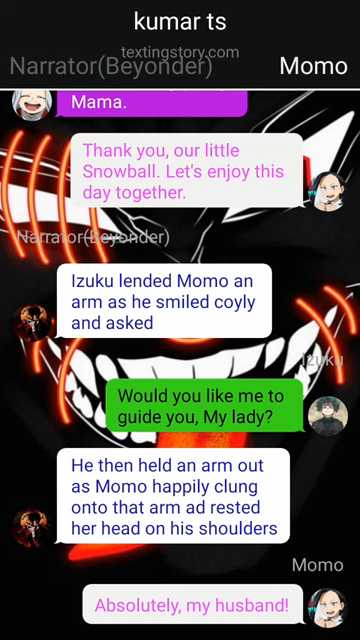 kumar ts
textingstory.com
Narrator(Beyonder)
Momo
Mama.
Thank you, our little
Snowball. Let's enjoy this
day together.
Narrator(Beyonder)
Izuku lended Momo an
arm as he smiled coyly
and asked
Izuku
Would you like me to
guide you, My lady?
He then held an arm out
as Momo happily clung
onto that arm ad rested
her head on his shoulders
Momo
Absolutely, my husband!